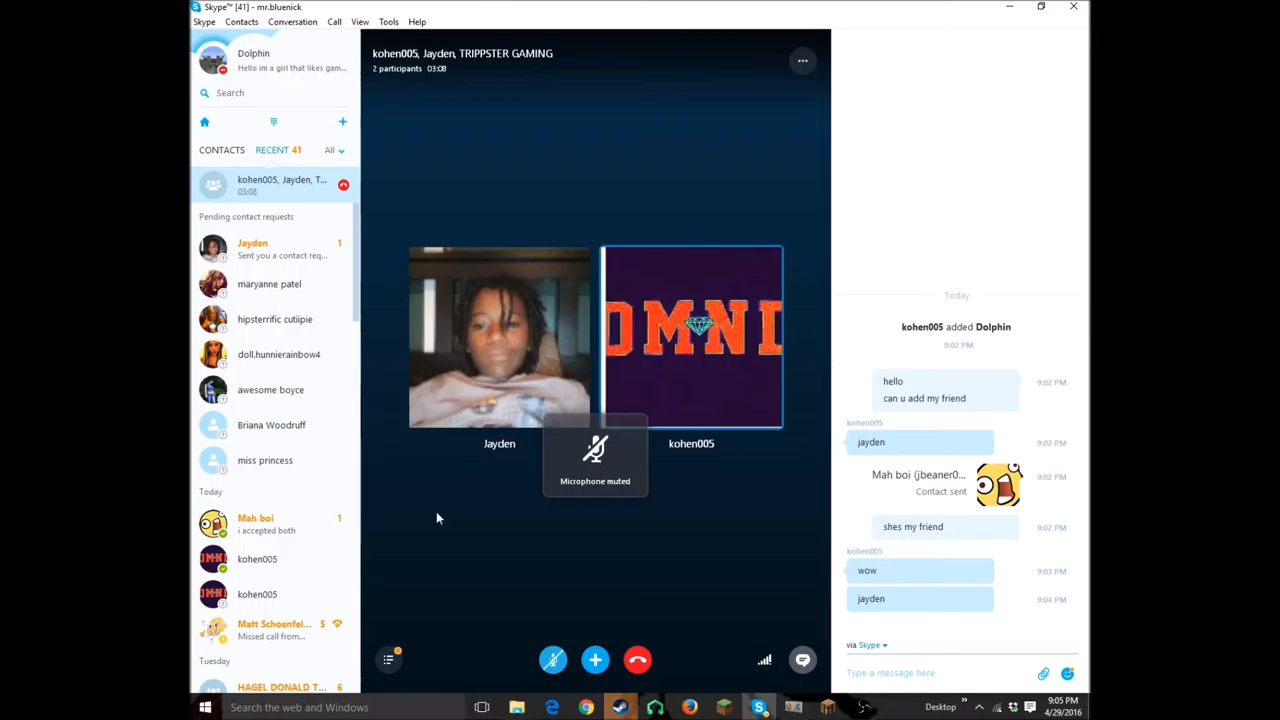 Skype™ [41] - mr.bluenick
Skype Contacts Conversation Call View Tools Help
Dolphin
Hello im a girl that likes gam...
Search
CONTACTS RECENT 41 All
kohen005, Jayden, T...
03:08
Pending contact requests
Jayden 1
Sent you a contact req...
maryanne patel
hipsterrific cutiipie
doll.hunnierainbow4
awesome boyce
Briana Woodruff
miss princess
Today
Mah boi 1
i accepted both
kohen005
kohen005
Matt Schoenfel... 5
Missed call from...
Tuesday
HAGEL DONALD T... 6
kohen005, Jayden, TRIPPSTER GAMING
2 participants 03:08
OMNI
Jayden
kohen005
Microphone muted
Today
kohen005 added Dolphin
9:02 PM
hello 9:02 PM
can u add my friend
kohen005
jayden 9:02 PM
Mah boi (jbeaner0... 9:02 PM
Contact sent
shes my friend 9:02 PM
kohen005
wow 9:03 PM
jayden 9:04 PM
via Skype
Type a message here
Search the web and Windows
Desktop
9:05 PM
4/29/2016